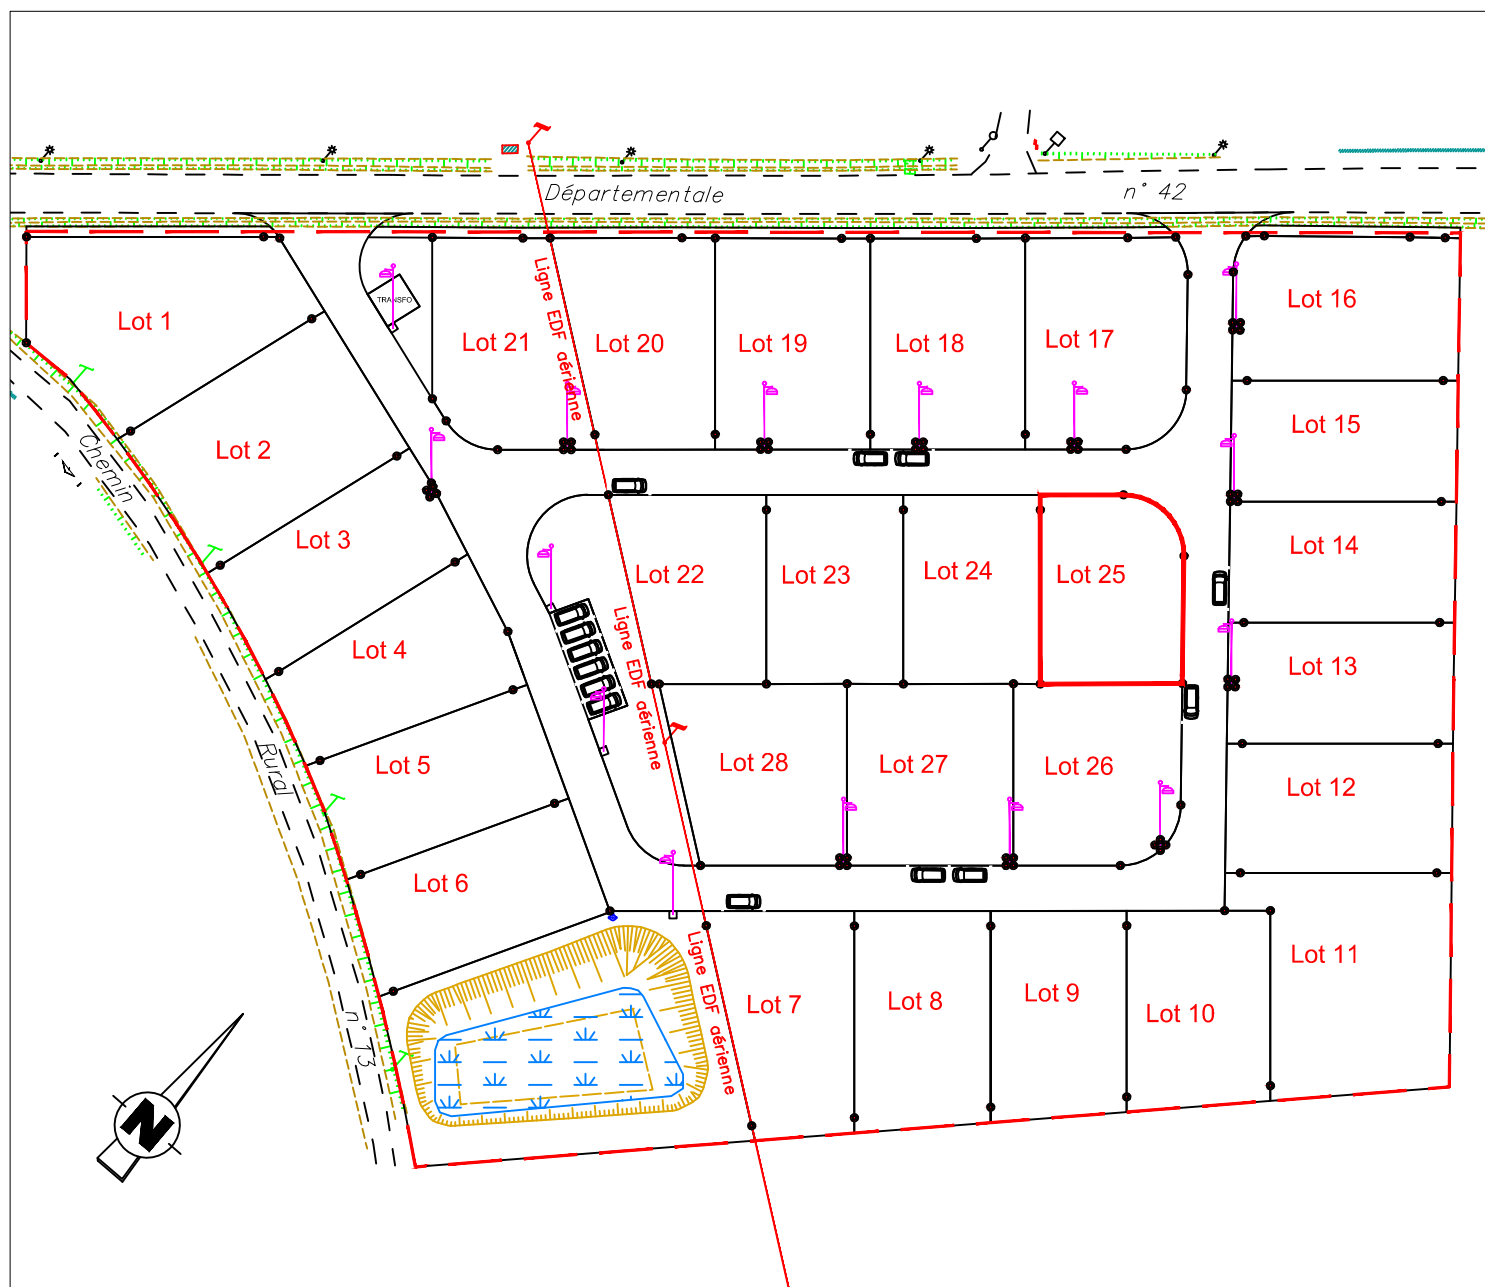 Départementale
n° 42
Ligne EDF aérienne
TRANSFO
Lot 1
Lot 21
Lot 20
Lot 19
Lot 18
Lot 17
Lot 16
Lot 15
Lot 2
Chemin
Lot 3
Lot 22
Lot 23
Lot 24
Lot 25
Lot 14
Lot 4
Ligne EDF aérienne
Lot 13
Rural
Lot 5
Lot 28
Lot 27
Lot 26
Lot 12
Lot 6
Ligne EDF aérienne
Lot 7
Lot 8
Lot 9
Lot 10
Lot 11
n° 13
N